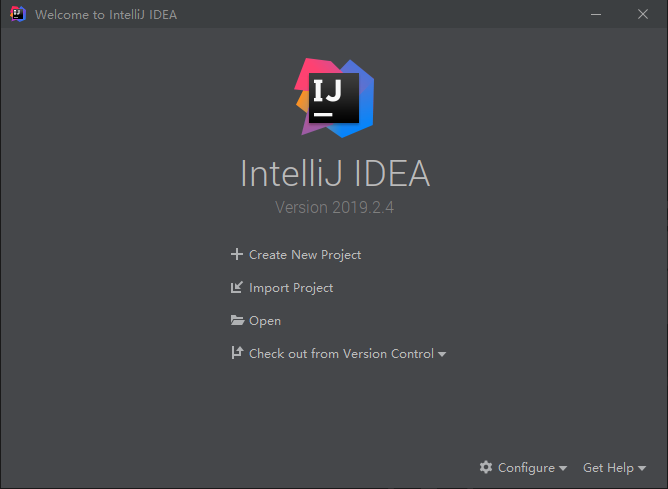 Welcome to IntelliJ IDEA
IJ
IntelliJ IDEA
Version 2019.2.4
Create New Project
Import Project
Open
Check out from Version Control
Configure
Get Help